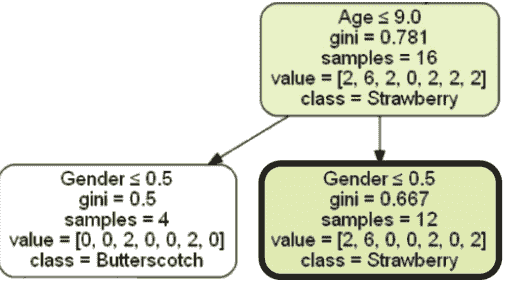 Age ≤ 9.0
gini = 0.781
samples = 16
value = [2, 6, 2, 0, 2, 2, 2]
class = Strawberry
Gender ≤ 0.5
gini = 0.5
samples = 4
value = [0, 0, 2, 0, 0, 2, 0]
class = Butterscotch
Gender ≤ 0.5
gini = 0.667
samples = 12
value = [2, 6, 0, 0, 2, 0, 2]
class = Strawberry